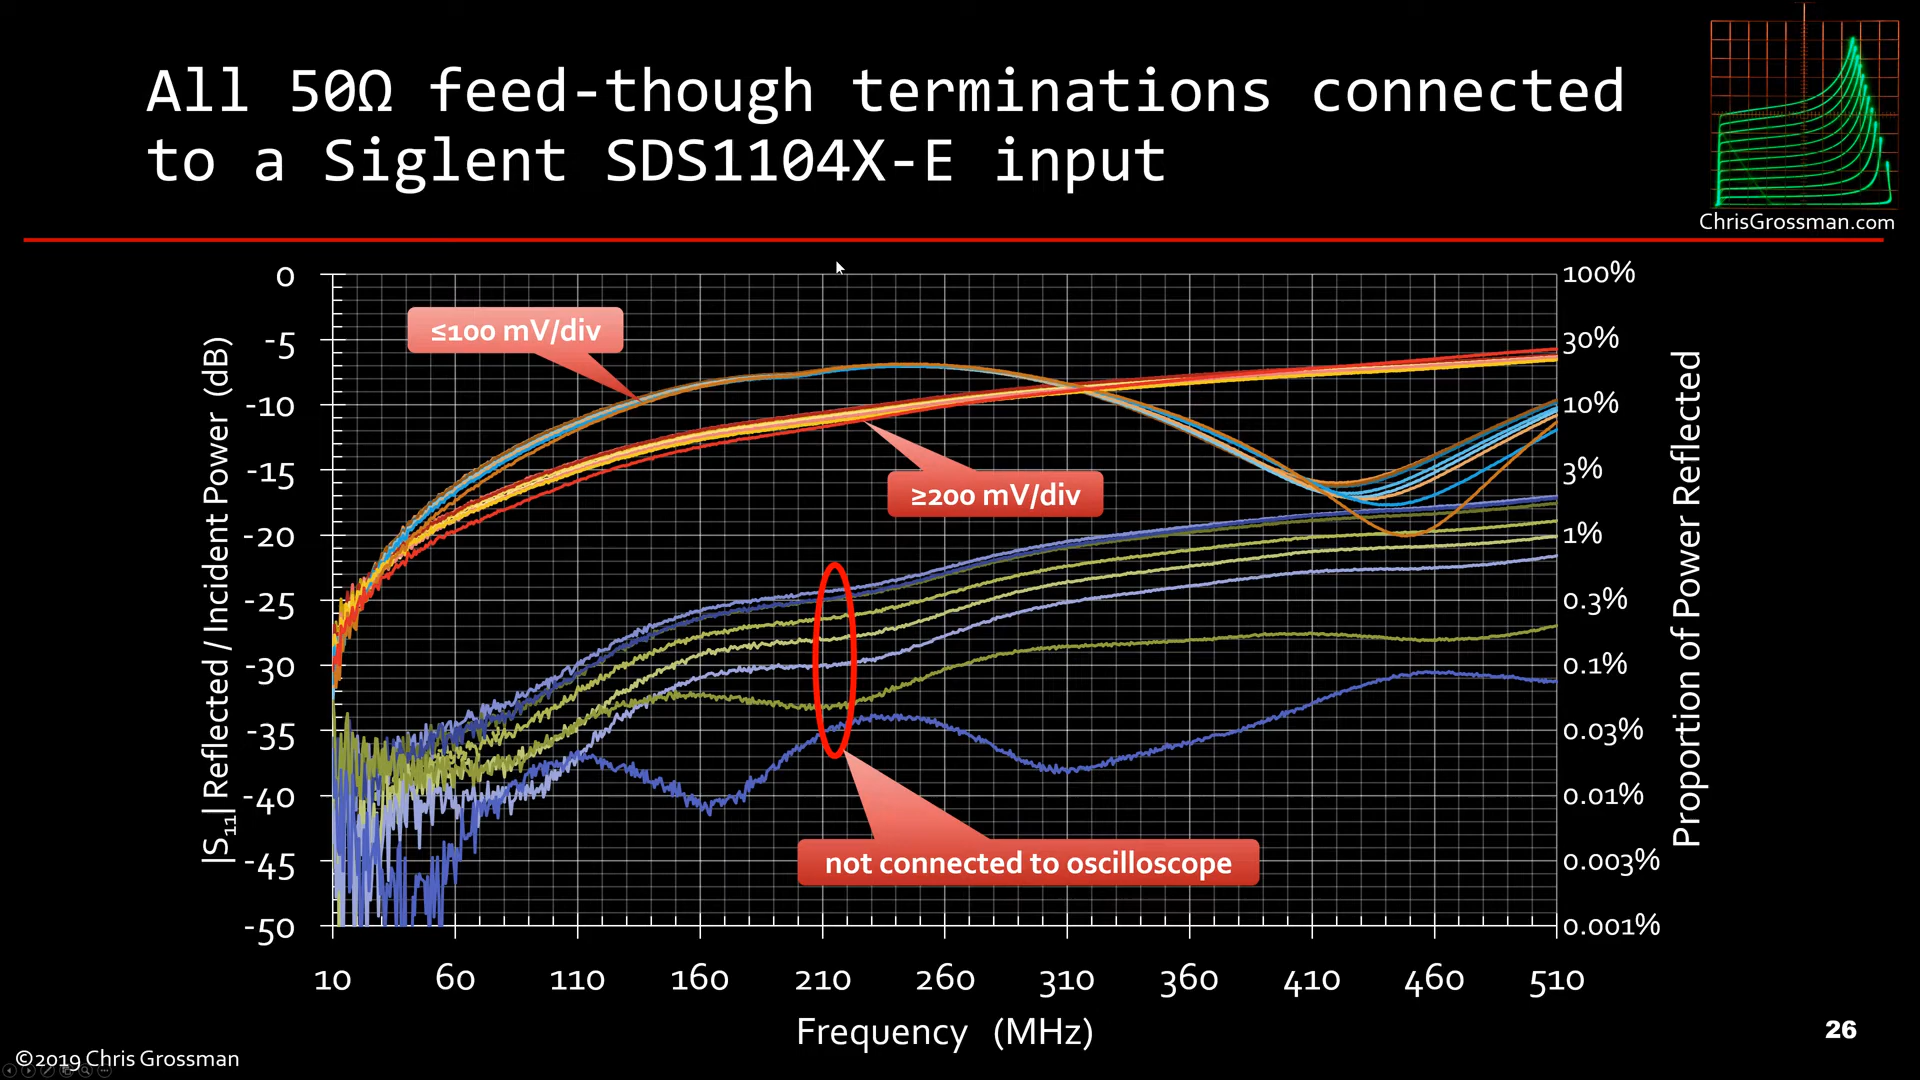 All 50Ω feed-though terminations connected
to a Siglent SDS1104X-E input
ChrisGrossman.com
|S11| Reflected / Incident Power (dB)
0
-5
-10
-15
-20
-25
-30
-35
-40
-45
-50
≤100 mV/div
≥200 mV/div
not connected to oscilloscope
100%
30%
10%
3%
1%
0.3%
0.1%
0.03%
0.01%
0.003%
0.001%
Proportion of Power Reflected
10 60 110 160 210 260 310 360 410 460 510
Frequency (MHz)
26
©2019 Chris Grossman